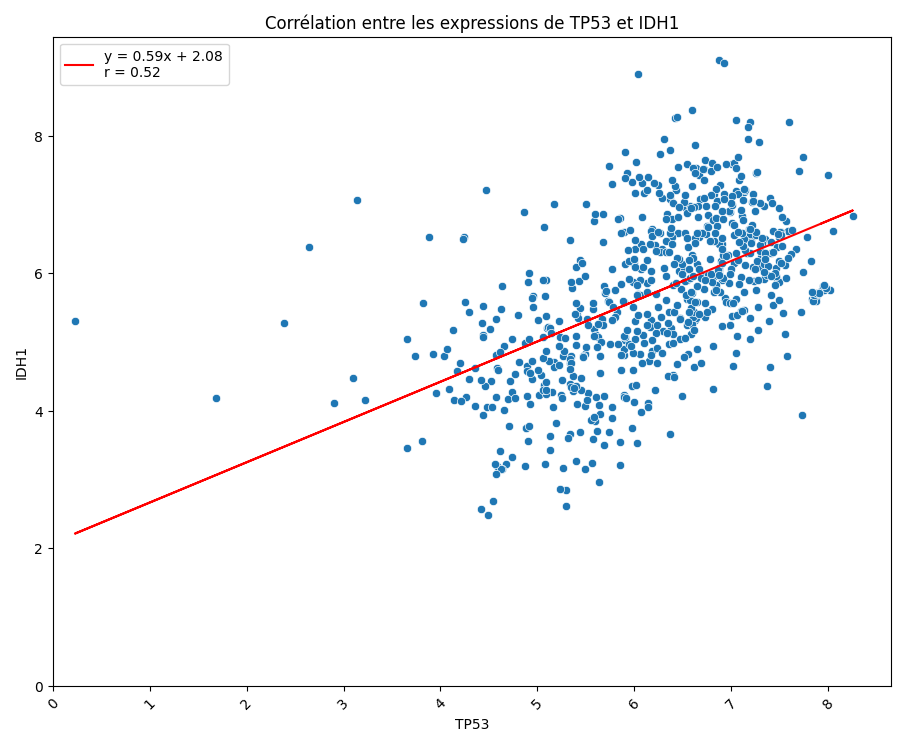 Corrélation entre les expressions de TP53 et IDH1
y = 0.59x + 2.08
r = 0.52
8
6
4
2
0
IDH1
0 1 2 3 4 5 6 7 8
TP53